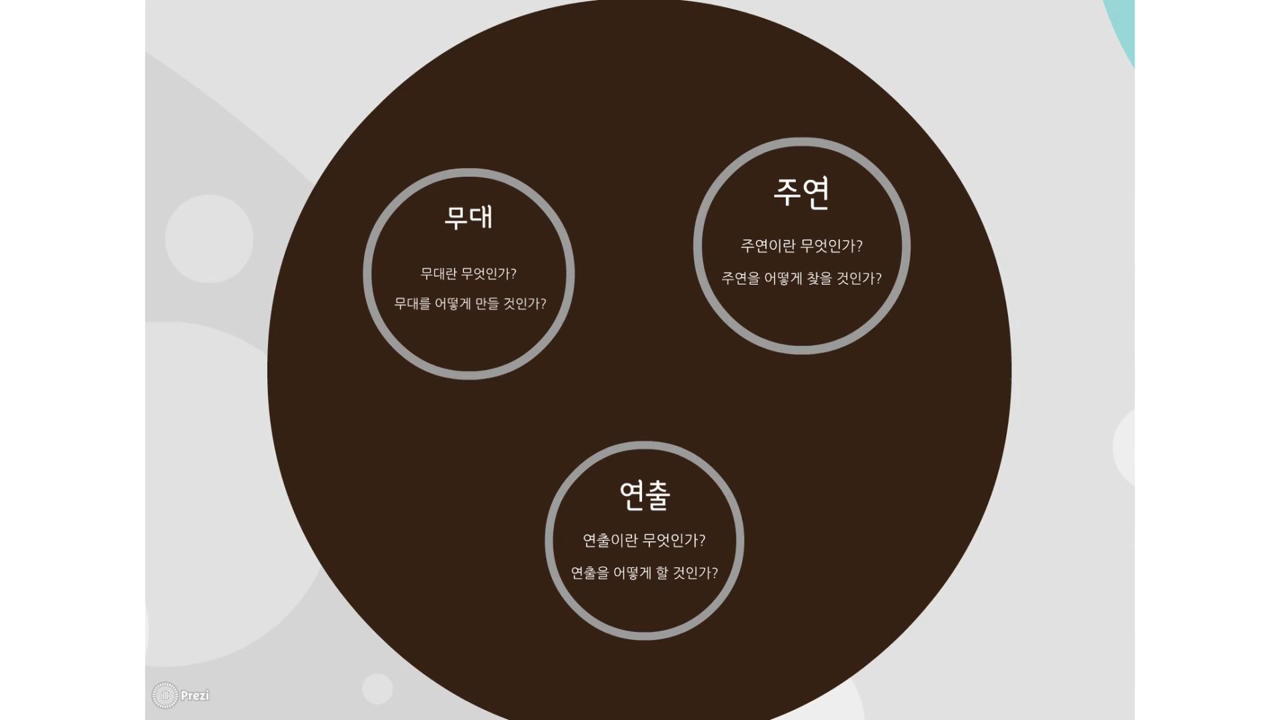 무대
무대란 무엇인가?
무대를 어떻게 만들 것인가?
주연
주연이란 무엇인가?
주연을 어떻게 찾을 것인가?
연출
연출이란 무엇인가?
연출을 어떻게 할 것인가?
Prezi